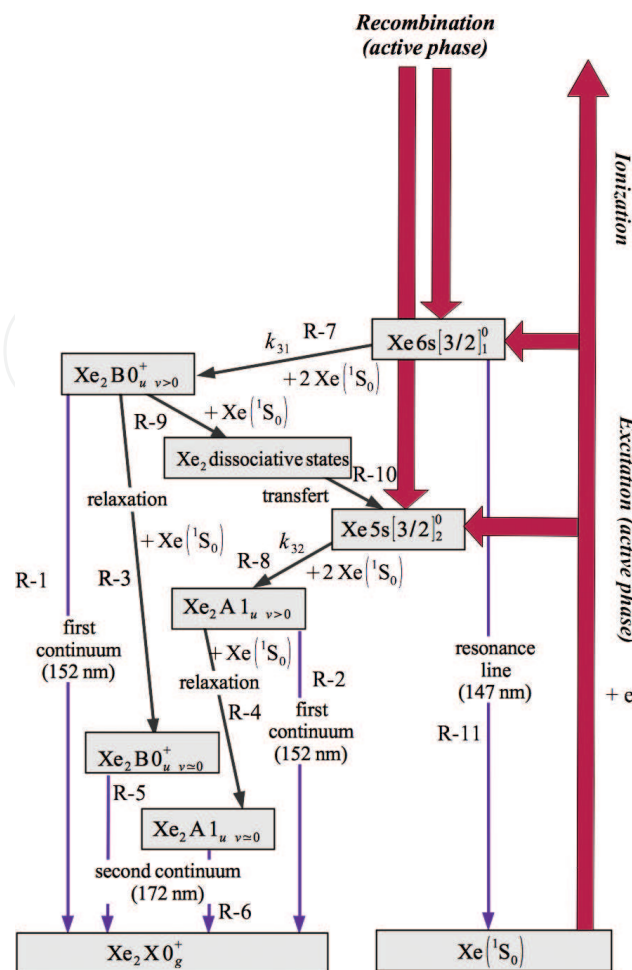 Recombination
(active phase)
Ionization
Xe 6s[3/2]⁰₁
R-7
k₃₁
+ 2 Xe(¹S₀)
Xe₂ B0⁺ᵤ ᵥ>₀
+ Xe(¹S₀)
R-9
Xe₂ dissociative states
R-10
transfert
Excitation (active phase)
relaxation
Xe 5s[3/2]⁰₂
+ Xe(¹S₀)
k₃₂
R-8
+ 2 Xe(¹S₀)
R-3
R-1
Xe₂ A1ᵤ ᵥ>₀
first
continuum
(152 nm)
+ Xe(¹S₀)
relaxation
R-2
R-4
first
continuum
(152 nm)
resonance
line
(147 nm)
+ e
R-11
Xe₂ B0⁺ᵤ ᵥ≃₀
R-5
Xe₂ A1ᵤ ᵥ≃₀
second continuum
(172 nm)
R-6
Xe₂ X0⁺g
Xe(¹S₀)